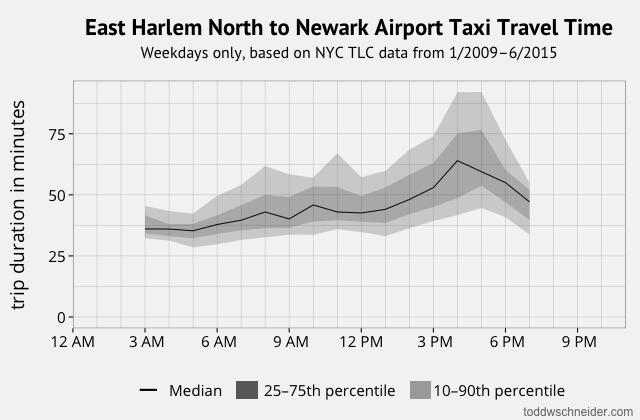 East Harlem North to Newark Airport Taxi Travel Time
Weekdays only, based on NYC TLC data from 1/2009–6/2015
trip duration in minutes
75
50
25
0
12 AM 3 AM 6 AM 9 AM 12 PM 3 PM 6 PM 9 PM
Median 25–75th percentile 10–90th percentile
toddwschneider.com